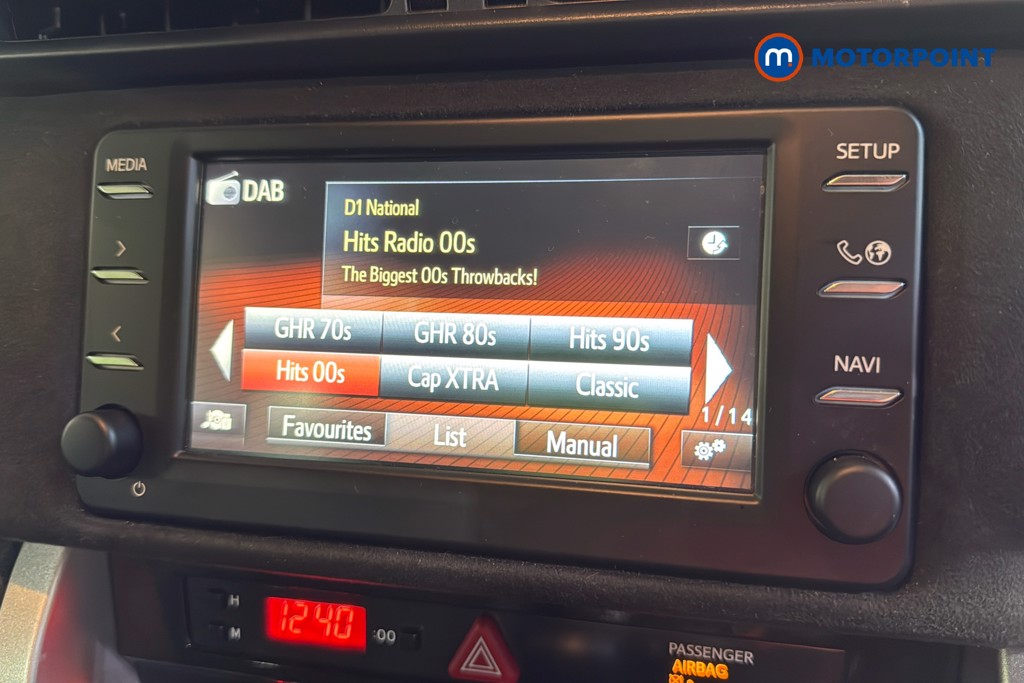 m MOTORPOINT
MEDIA
SETUP
DAB
D1 National
Hits Radio 00s
The Biggest 00s Throwbacks!
GHR 70s GHR 80s Hits 90s
Hits 00s Cap XTRA Classic
NAVI
1/14
Favourites List Manual
H
M
12:40
:00
PASSENGER
AIRBAG